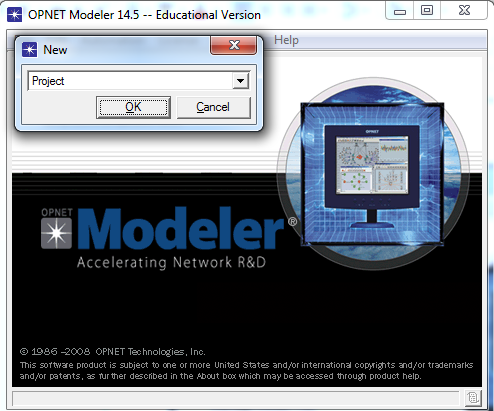 OPNET Modeler 14.5 -- Educational Version
New
Help
Project
OK
Cancel
OPNET
OPNET
Modeler®
Accelerating Network R&D
© 1986-2008 OPNET Technologies, Inc.
This software product is subject to one or more United States and/or international copyrights and/or trademarks
and/or patents, as further described in the About box which may be accessed through product help.